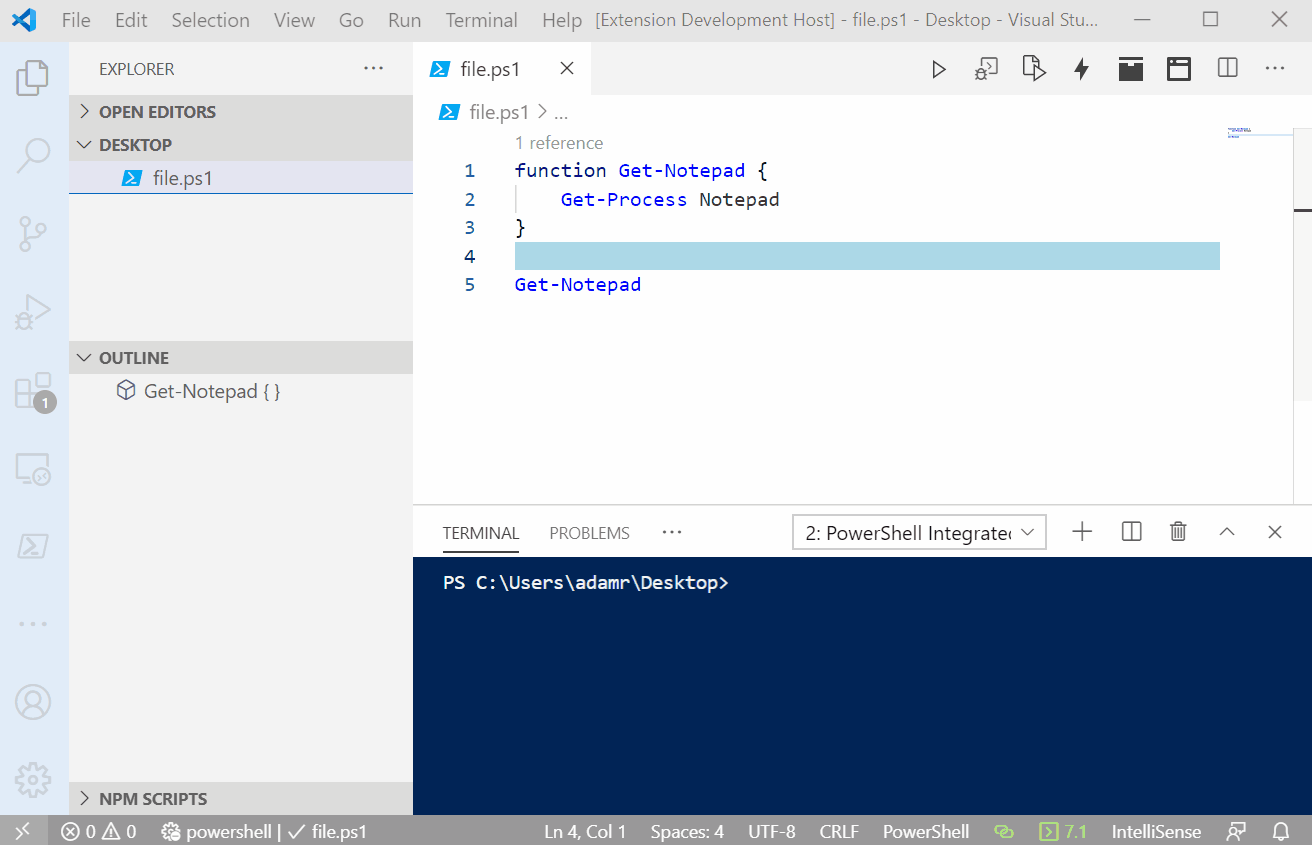 File Edit Selection View Go Run Terminal Help [Extension Development Host] - file.ps1 - Desktop - Visual Stu...
EXPLORER ...
OPEN EDITORS
DESKTOP
file.ps1
OUTLINE
Get-Notepad { }
NPM SCRIPTS
1
file.ps1
file.ps1 > ...
1 reference
1 function Get-Notepad {
2 Get-Process Notepad
3 }
4
5 Get-Notepad
TERMINAL PROBLEMS ... 2: PowerShell Integrated
PS C:\Users\adamr\Desktop>
0 0 powershell | ✓ file.ps1 Ln 4, Col 1 Spaces: 4 UTF-8 CRLF PowerShell 7.1 IntelliSense